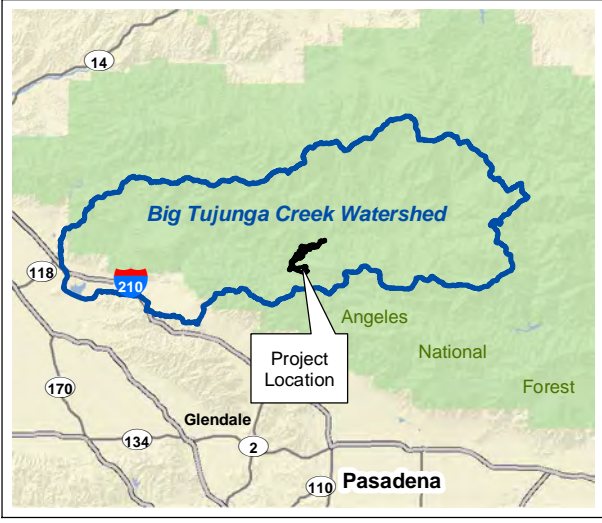 14
Big Tujunga Creek Watershed
118
210
Angeles
Project
Location
National
170
Forest
Glendale
134
2
110
Pasadena